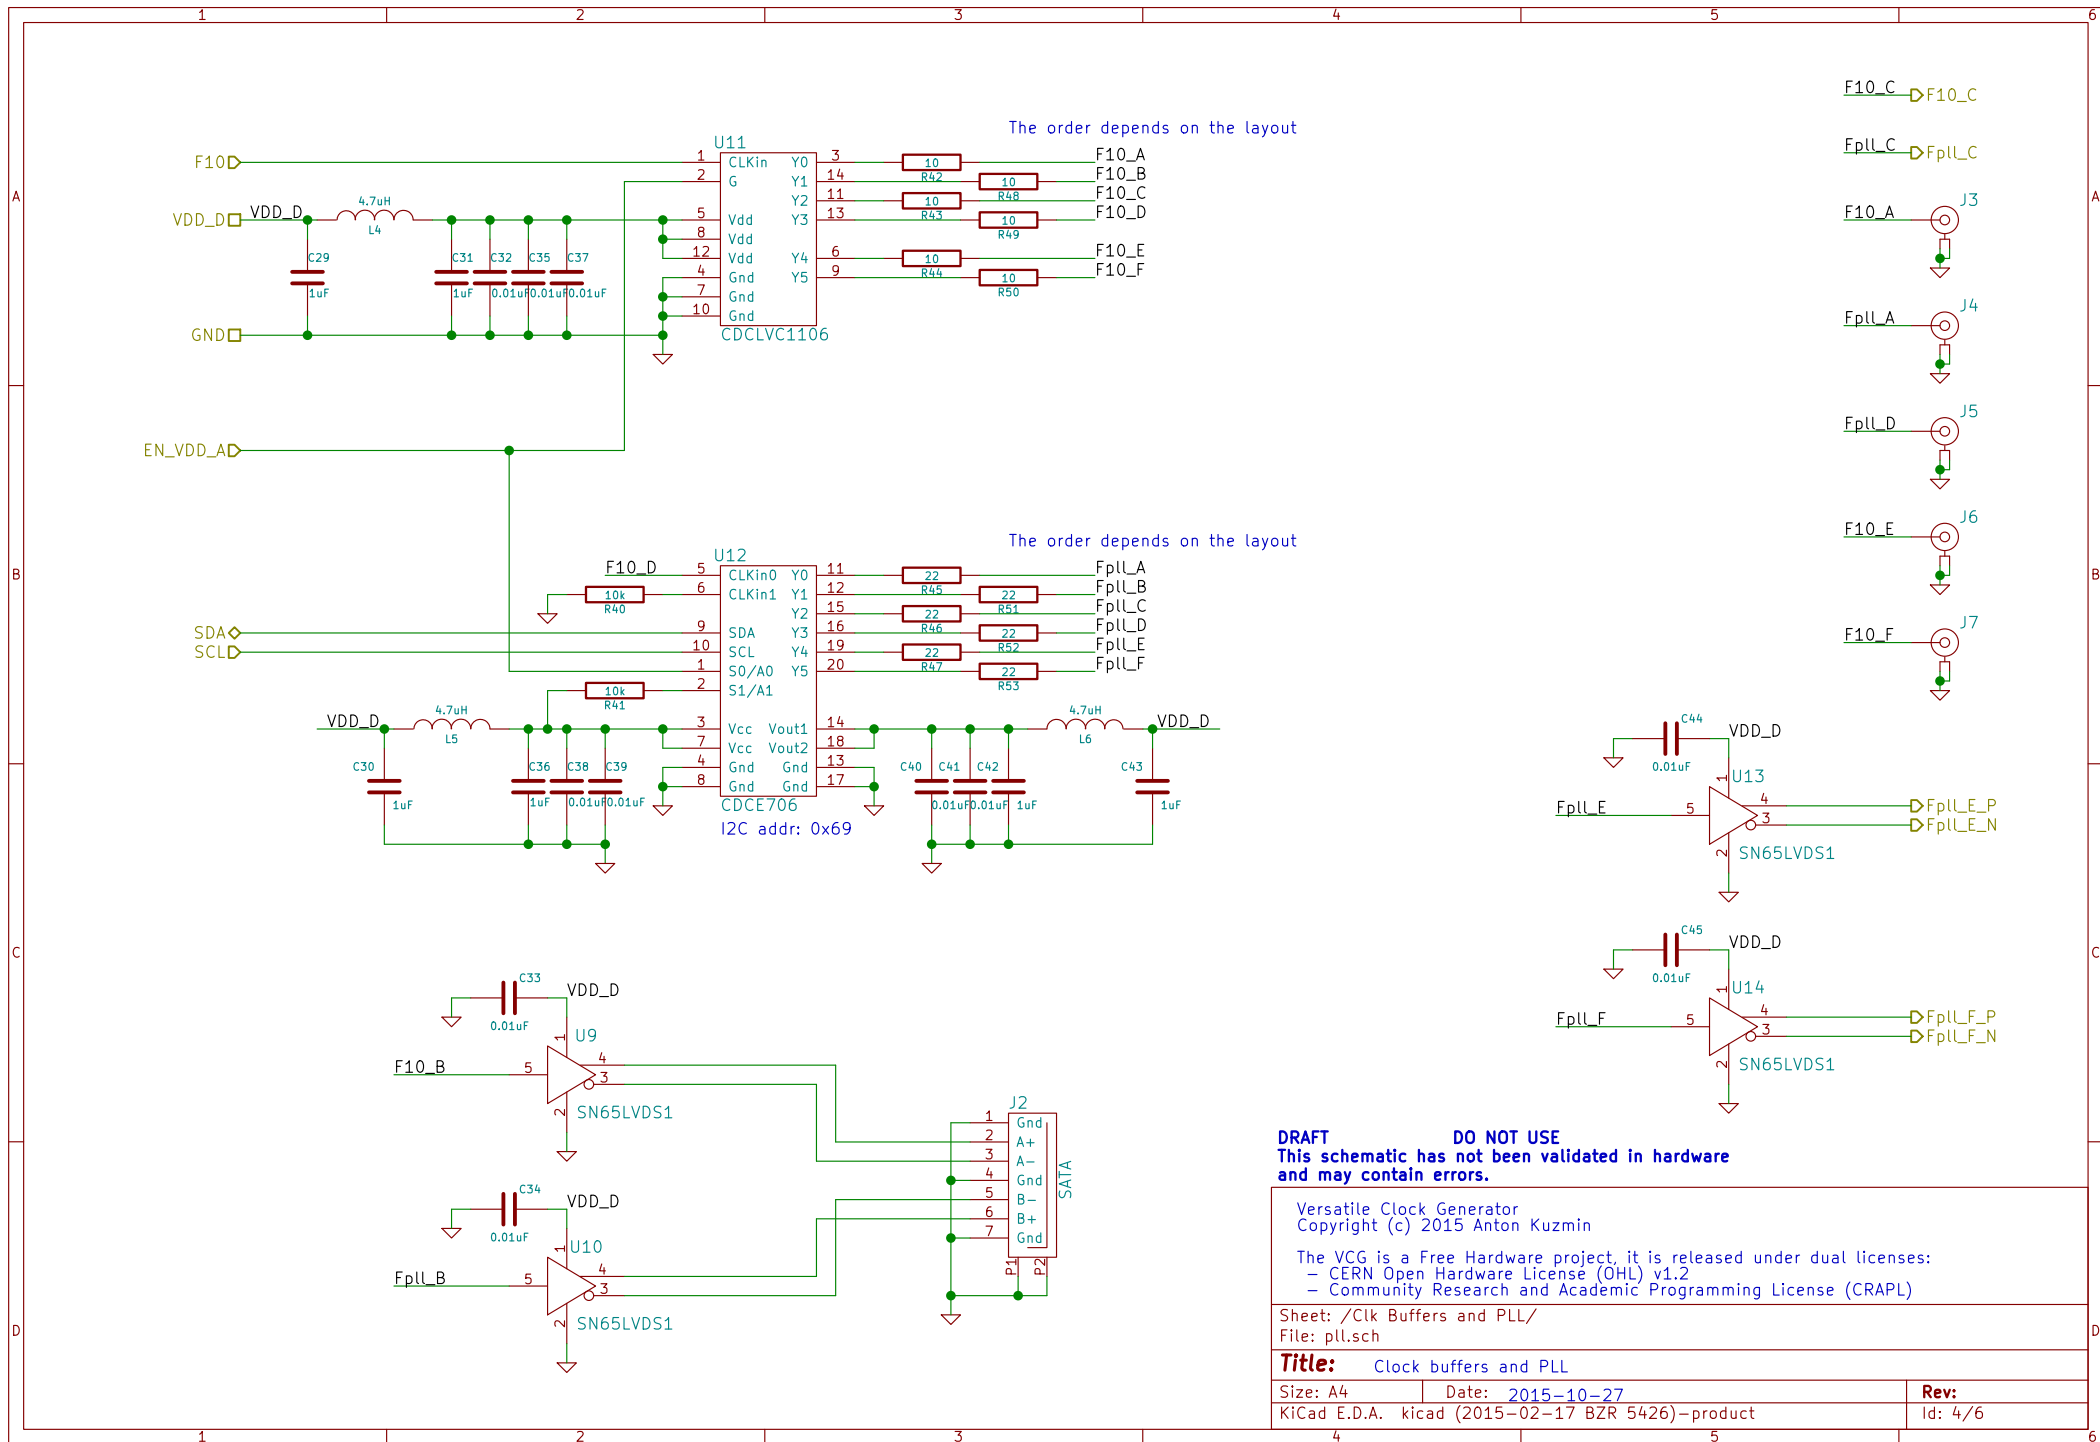 1 2 3 4 5 6
A
B
C
D
A
B
C
D
1 2 3 4 5 6
F10
VDD_D
VDD_D
GND
EN_VDD_A
SDA
SCL
4.7uH
L4
C29
1uF
C31
1uF
C32
0.01uF
C35
0.01uF
C37
0.01uF
The order depends on the layout
U11
1 CLKin Y0 3
2 G Y1 14
Y2 11
5 Vdd Y3 13
8 Vdd
12 Vdd Y4 6
4 Gnd Y5 9
7 Gnd
10 Gnd
CDCLVC1106
10
R42
F10_A
10
R48
F10_B
10
R43
F10_C
10
R49
F10_D
10
R44
F10_E
10
R50
F10_F
The order depends on the layout
U12
F10_D
10k
R40
10k
R41
5 CLKin0 Y0 11
6 CLKin1 Y1 12
Y2 15
9 SDA Y3 16
10 SCL Y4 19
1 S0/A0 Y5 20
2 S1/A1
3 Vcc Vout1 14
7 Vcc Vout2 18
4 Gnd Gnd 13
8 Gnd Gnd 17
CDCE706
I2C addr: 0x69
22
R45
Fpll_A
22
R51
Fpll_B
22
R46
Fpll_C
22
R52
Fpll_D
22
R47
Fpll_E
22
R53
Fpll_F
VDD_D
4.7uH
L5
C30
1uF
C36
1uF
C38
0.01uF
C39
0.01uF
C40
0.01uF
C41
0.01uF
C42
1uF
4.7uH
L6
VDD_D
C43
1uF
C33
0.01uF
VDD_D
U9
F10_B
5
1
4
3
2
SN65LVDS1
C34
0.01uF
VDD_D
U10
Fpll_B
5
1
4
3
2
SN65LVDS1
J2
1 Gnd
2 A+
3 A-
4 Gnd
5 B-
6 B+
7 Gnd
P1 P2
SATA
F10_C F10_C
Fpll_C Fpll_C
F10_A J3
Fpll_A J4
Fpll_D J5
F10_E J6
F10_F J7
C44
0.01uF
VDD_D
U13
Fpll_E
5
1
4
3
2
SN65LVDS1
Fpll_E_P
Fpll_E_N
C45
0.01uF
VDD_D
U14
Fpll_F
5
1
4
3
2
SN65LVDS1
Fpll_F_P
Fpll_F_N
DRAFT DO NOT USE
This schematic has not been validated in hardware
and may contain errors.
Versatile Clock Generator
Copyright (c) 2015 Anton Kuzmin
The VCG is a Free Hardware project, it is released under dual licenses:
- CERN Open Hardware License (OHL) v1.2
- Community Research and Academic Programming License (CRAPL)
Sheet: /Clk Buffers and PLL/
File: pll.sch
Title: Clock buffers and PLL
Size: A4 Date: 2015-10-27 Rev:
KiCad E.D.A. kicad (2015-02-17 BZR 5426)-product Id: 4/6